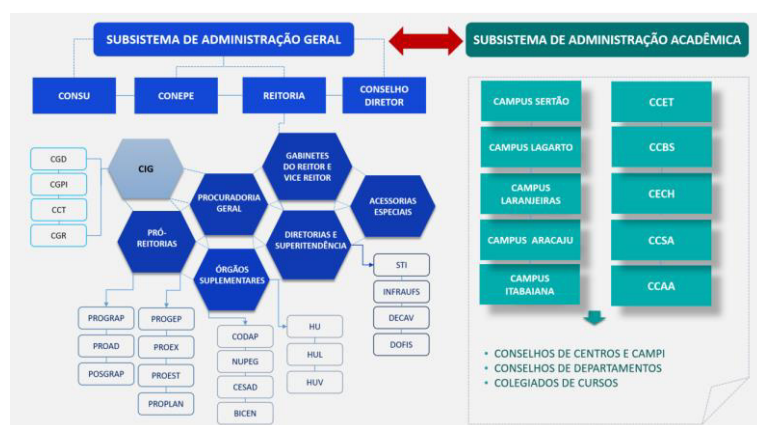 SUBSISTEMA DE ADMINISTRAÇÃO GERAL
SUBSISTEMA DE ADMINISTRAÇÃO ACADÊMICA
CONSU
CONEPE
REITORIA
CONSELHO
DIRETOR
CGD
CGPI
CCT
CGR
CIG
PROCURADORIA
GERAL
GABINETES
DO REITOR E
VICE REITOR
ACESSORIAS
ESPECIAIS
PRÓ-
REITORIAS
ÓRGÃOS
SUPLEMENTARES
DIRETORIAS E
SUPERITENDÊNCIA
STI
INFRAUFS
DECAV
DOFIS
PROGRAP
PROAD
POSGRAP
PROGEP
PROEX
PROEST
PROPLAN
CODAP
NUPEG
CESAD
BICEN
HU
HUL
HUV
CAMPUS SERTÃO
CAMPUS LAGARTO
CAMPUS
LARANJEIRAS
CAMPUS ARACAJU
CAMPUS
ITABAIANA
CCET
CCBS
CECH
CCSA
CCAA
• CONSELHOS DE CENTROS E CAMPI
• CONSELHOS DE DEPARTAMENTOS
• COLEGIADOS DE CURSOS